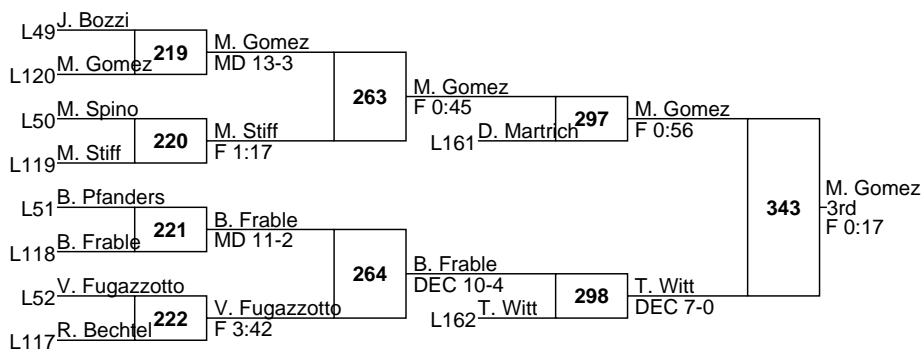 J. Bozzi
L49
219
M. Gomez
MD 13-3
L120
M. Gomez
263
M. Gomez
F 0:45
M. Spino
L50
220
M. Stiff
F 1:17
L119
M. Stiff
297
M. Gomez
F 0:56
L161
D. Martrich
B. Pfanders
L51
221
B. Frable
MD 11-2
L118
B. Frable
343
M. Gomez
3rd
F 0:17
264
B. Frable
DEC 10-4
V. Fugazzotto
L52
222
V. Fugazzotto
F 3:42
L117
R. Bechtel
298
T. Witt
DEC 7-0
L162
T. Witt